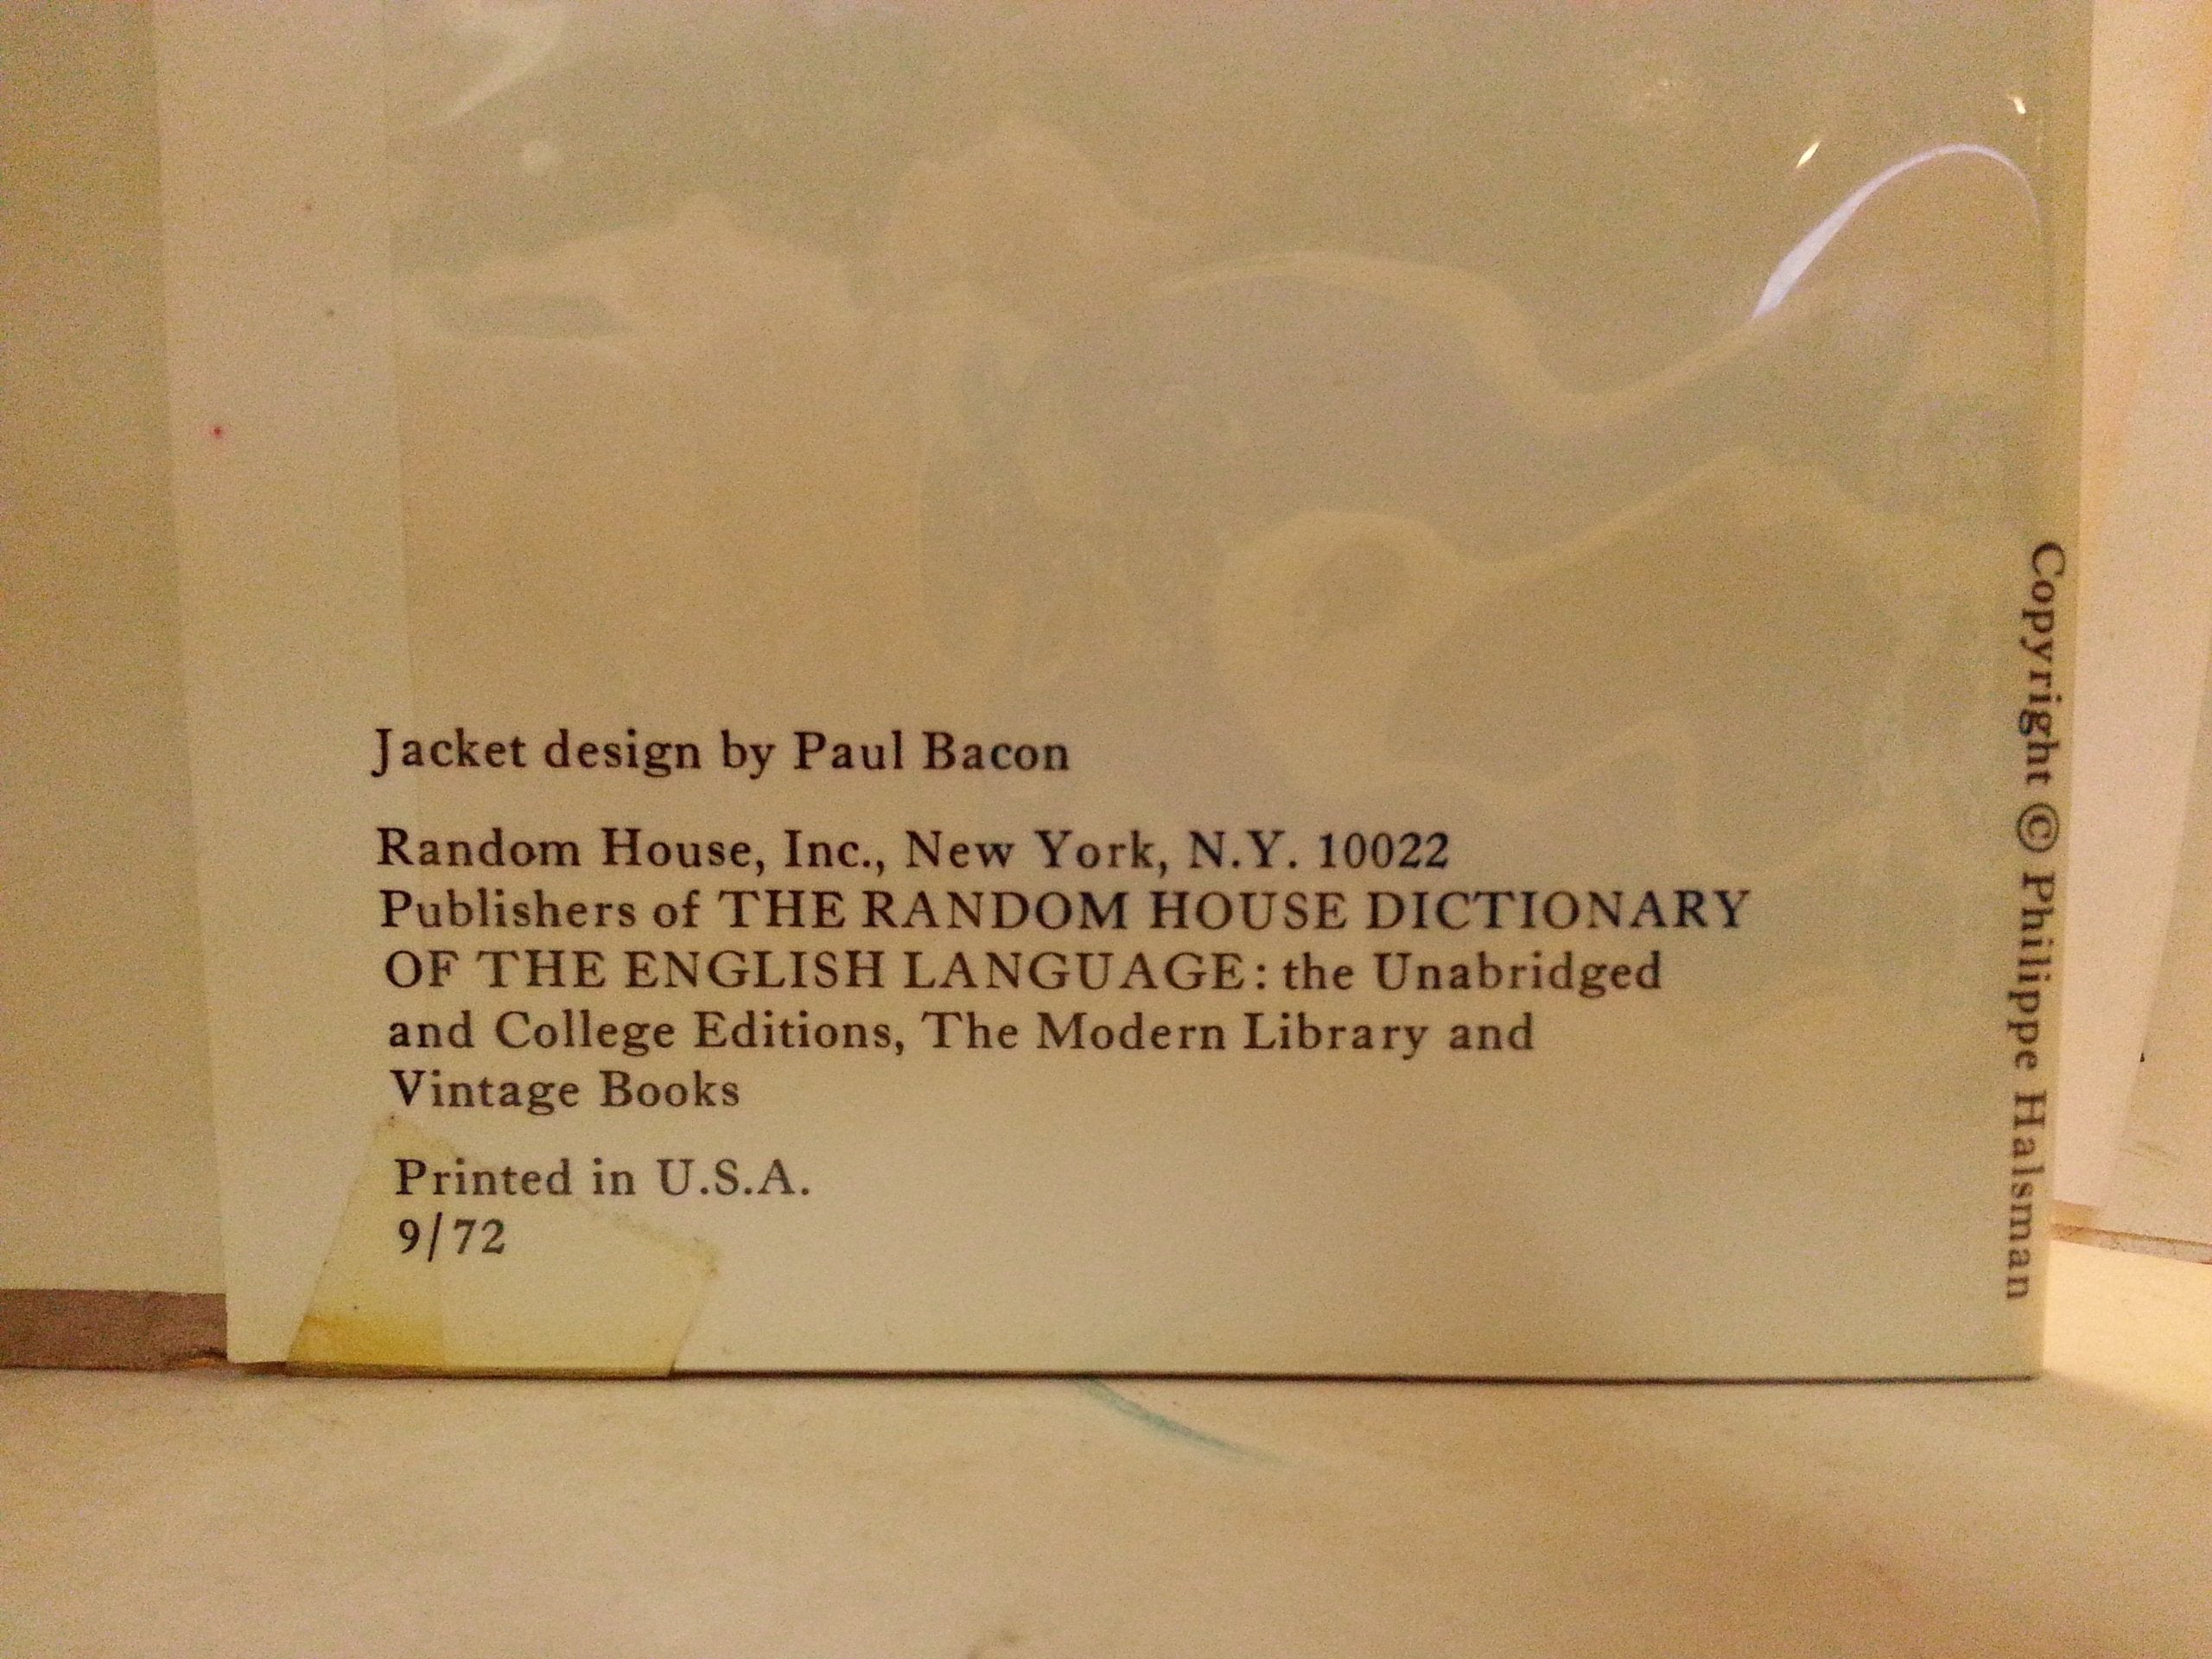 Jacket design by Paul Bacon
Random House, Inc., New York, N.Y. 10022
Publishers of THE RANDOM HOUSE DICTIONARY
OF THE ENGLISH LANGUAGE: the Unabridged
and College Editions, The Modern Library and
Vintage Books
Printed in U.S.A.
9/72
Copyright © Philippe Halsman